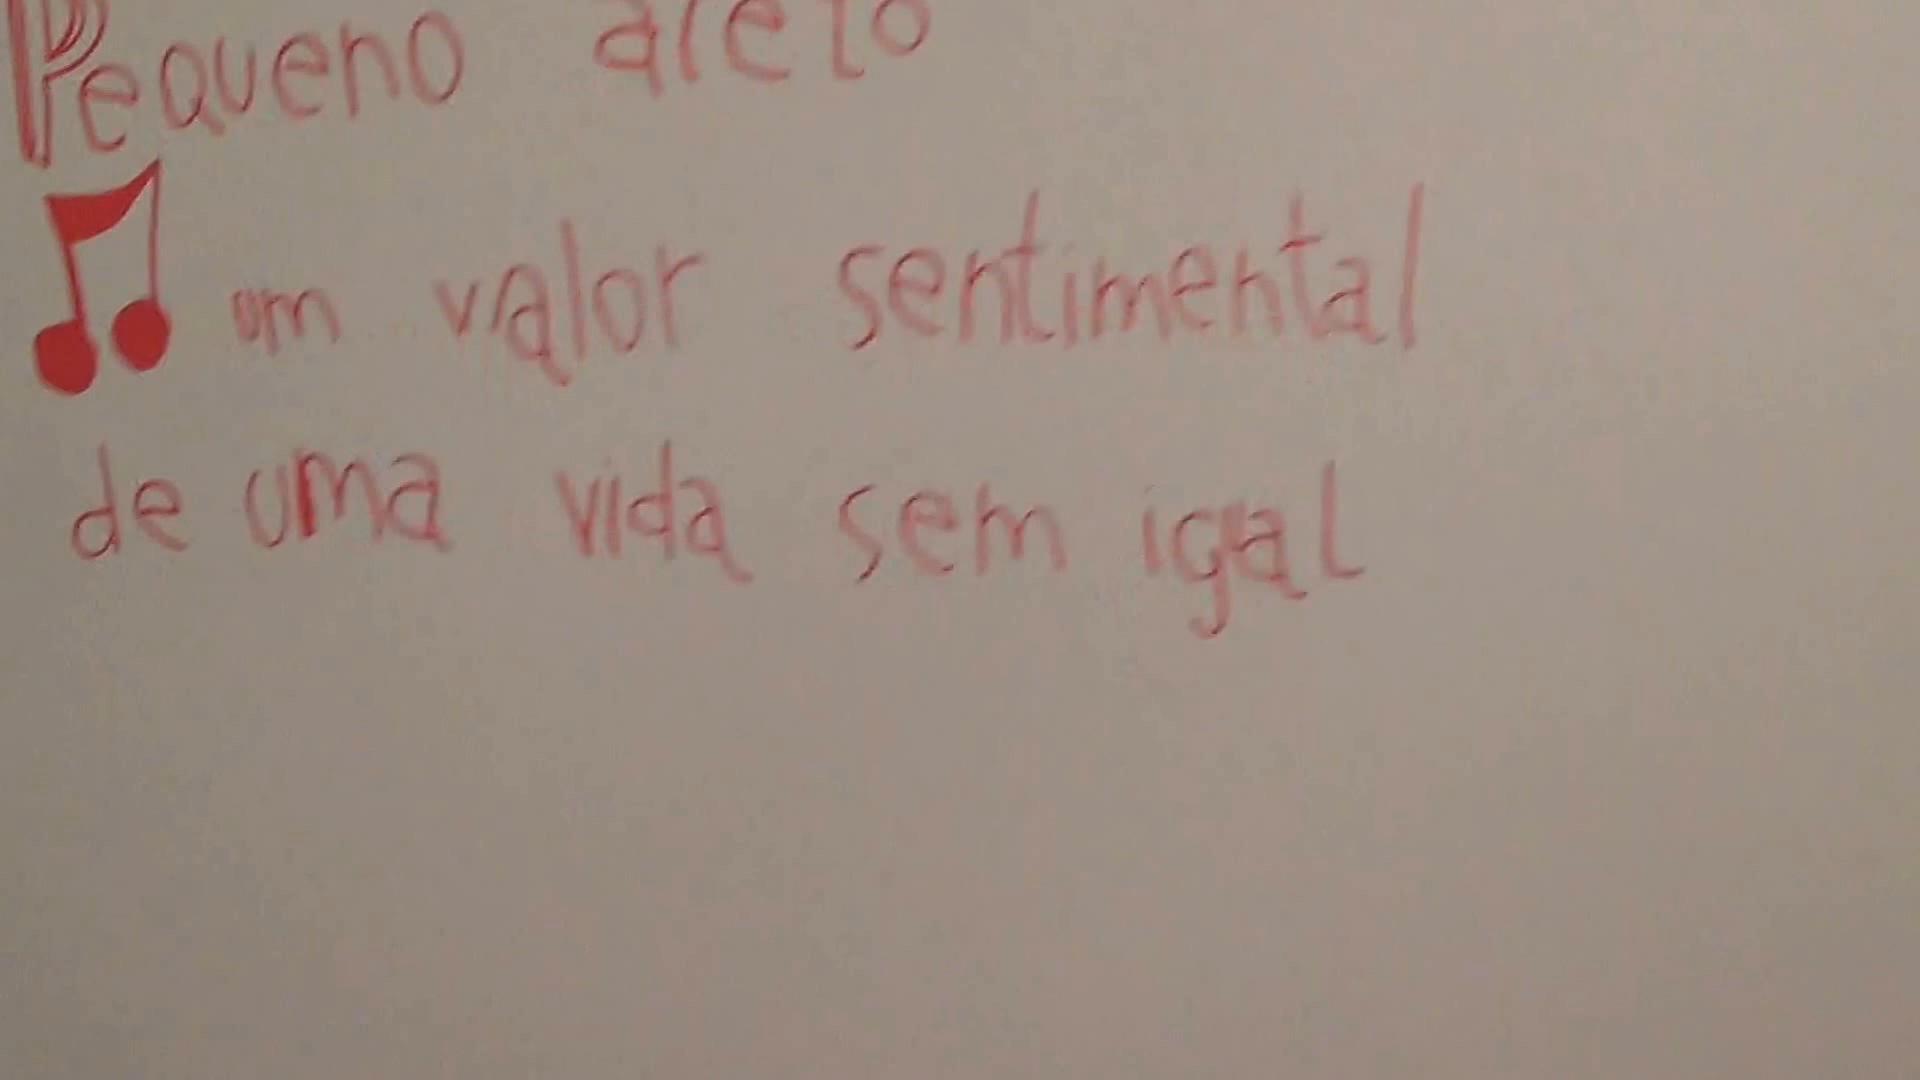 Pequeno afeto
um valor sentimental
de uma vida sem igal